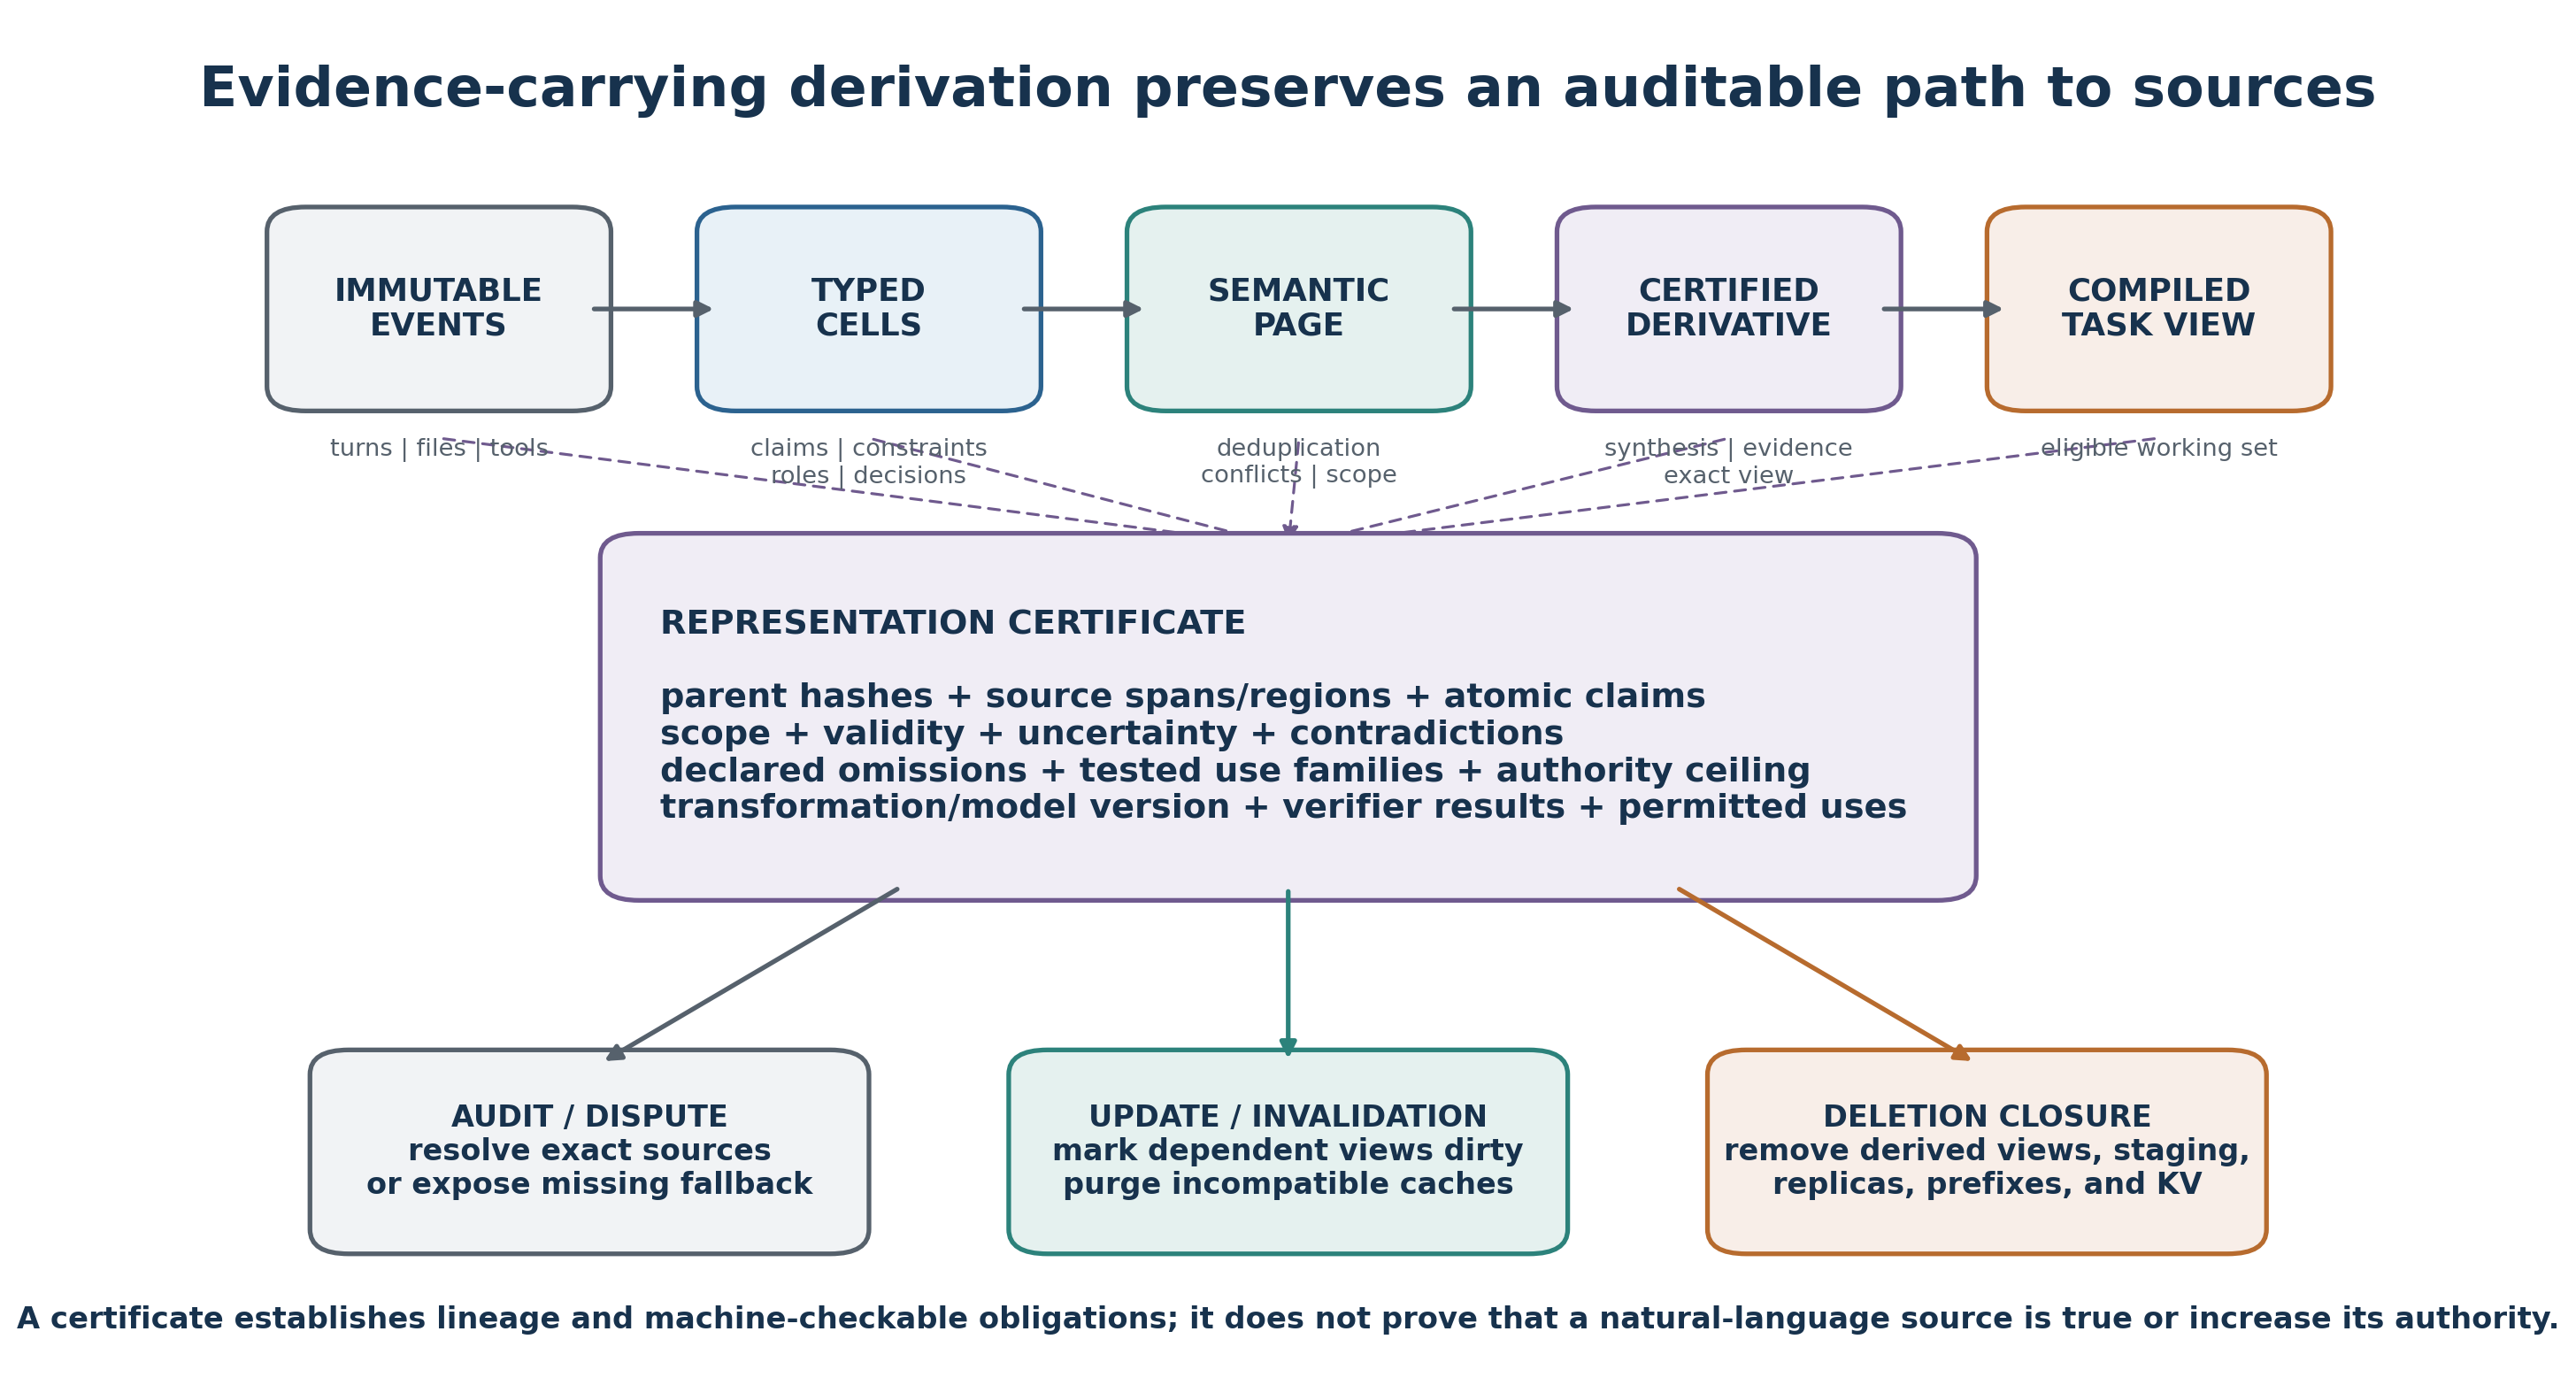 Evidence-carrying derivation preserves an auditable path to sources
IMMUTABLE
EVENTS
TYPED
CELLS
SEMANTIC
PAGE
CERTIFIED
DERIVATIVE
COMPILED
TASK VIEW
turns | files | tools
claims | constraints
roles | decisions
deduplication
conflicts | scope
synthesis | evidence
exact view
eligible working set
REPRESENTATION CERTIFICATE
parent hashes + source spans/regions + atomic claims
scope + validity + uncertainty + contradictions
declared omissions + tested use families + authority ceiling
transformation/model version + verifier results + permitted uses
AUDIT / DISPUTE
resolve exact sources
or expose missing fallback
UPDATE / INVALIDATION
mark dependent views dirty
purge incompatible caches
DELETION CLOSURE
remove derived views, staging,
replicas, prefixes, and KV
A certificate establishes lineage and machine-checkable obligations; it does not prove that a natural-language source is true or increase its authority.